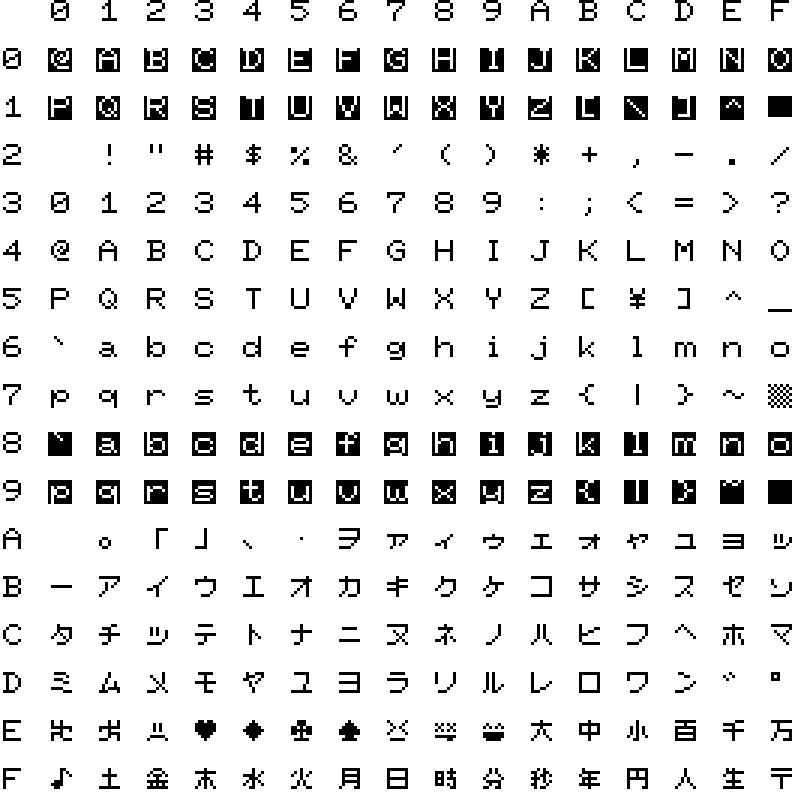 0 1 2 3 4 5 6 7 8 9 A B C D E F
0 @ A B C D E F G H I J K L M N O
1 P Q R S T U V W X Y Z [ \ ] ^
2 ! " # $ % & ' ( ) * + , - . /
3 0 1 2 3 4 5 6 7 8 9 : ; < = > ?
4 @ A B C D E F G H I J K L M N O
5 P Q R S T U V W X Y Z [ ¥ ] ^ _
6 ` a b c d e f g h i j k l m n o
7 p q r s t u v w x y z { | } ~
8 ` a b c d e f g h i j k l m n o
9 p q r s t u v w x y z { | } ~
A 。 「 」 、 ・ ヲ ァ ィ ゥ ェ ォ ャ ュ ョ ッ
B ー ア イ ウ エ オ カ キ ク ケ コ サ シ ス セ ソ
C タ チ ツ テ ト ナ ニ ヌ ネ ノ ハ ヒ フ ヘ ホ マ
D ミ ム メ モ ヤ ユ ヨ ラ リ ル レ ロ ワ ン ゛ ゜
E ♥ ♦ ♣ ♠ 大 中 小 百 千 万
F ♪ 土 金 木 水 火 月 日 時 分 秒 年 円 人 生 〒